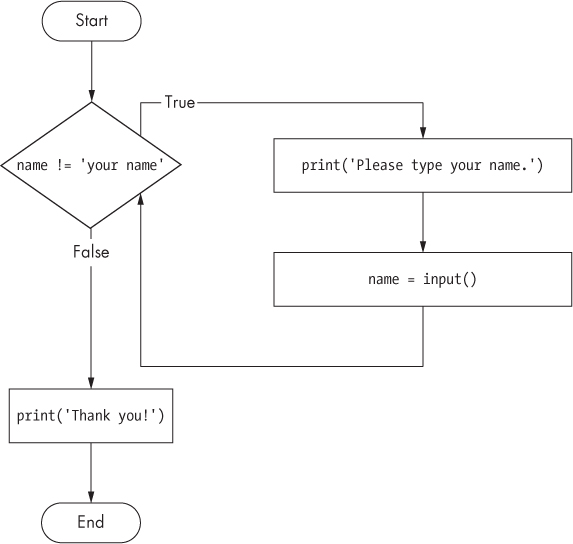 Start
True
name != 'your name'
print('Please type your name.')
False
name = input()
print('Thank you!')
End